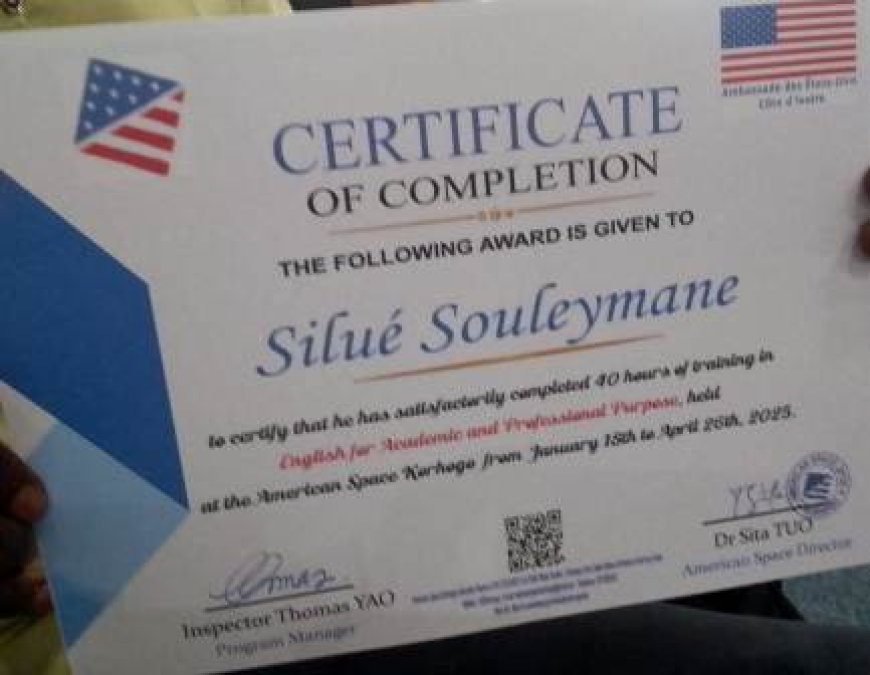 Ambassade des États-Unis
Côte d'Ivoire
CERTIFICATE
OF COMPLETION
THE FOLLOWING AWARD IS GIVEN TO
Silué Souleymane
to certify that he has satisfactorily completed 40 hours of training in
English for Academic and Professional Purpose, held
at the American Space Korhogo from January 18th to April 26th, 2025.
Inspector Thomas YAO
Program Manager
Dr Sita TUO
American Space Director